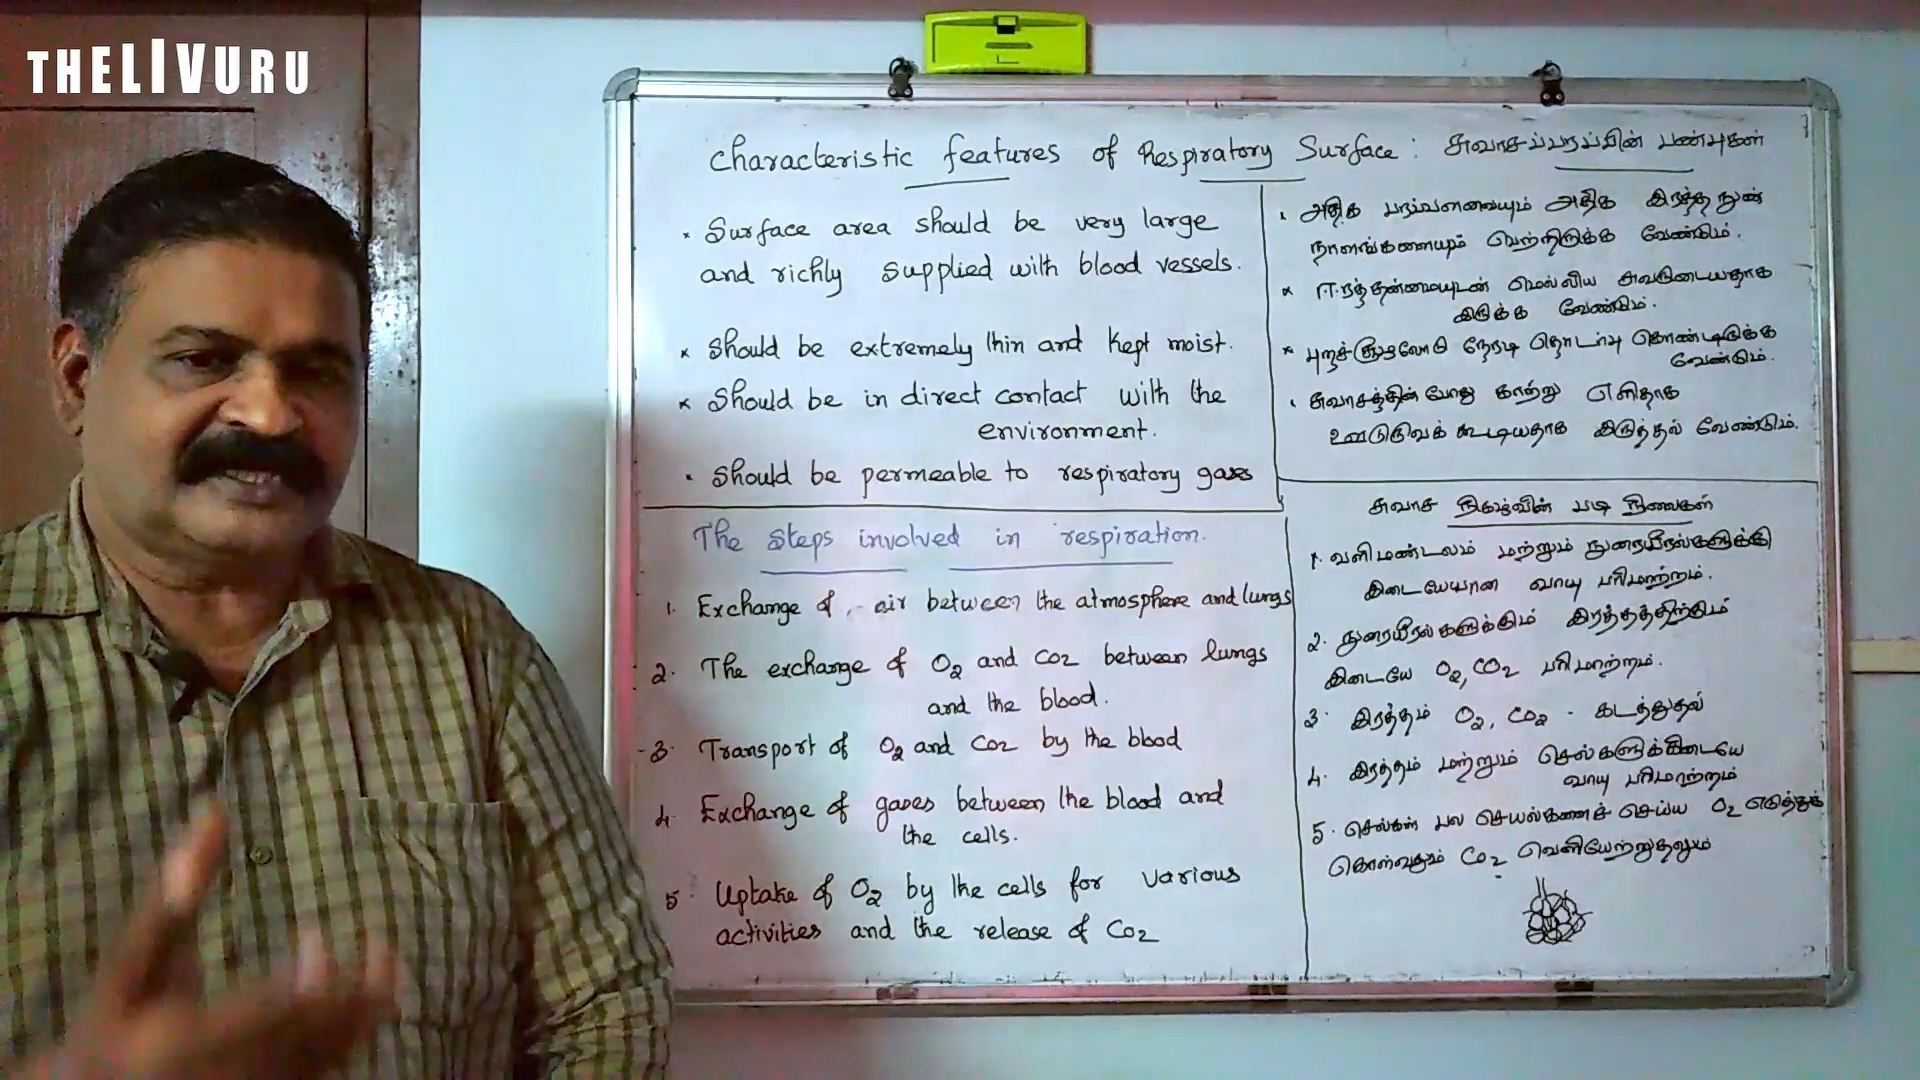 THELIVURU
Characteristic features of Respiratory Surface: சுவாசப்பரப்பின் பண்புகள்
* Surface area should be very large
and richly supplied with blood vessels.
* Should be extremely thin and kept moist.
* Should be in direct contact with the
environment.
* Should be permeable to respiratory gases
* அதிக பரப்பளவையும் அதிக இரத்த நுண்
நாளங்களையும் பெற்றிருக்க வேண்டும்.
* ஈரத்தன்மையுடன் மெல்லிய சுவருடையதாக
இருக்க வேண்டும்.
* புறச்சூழலோடு நேரடி தொடர்பு கொண்டிருக்க
வேண்டும்.
* சுவாசத்தின் போது காற்று எளிதாக
ஊடுருவக் கூடியதாக இருத்தல் வேண்டும்.
The steps involved in respiration.
1. Exchange of air between the atmosphere and lungs
2. The exchange of O2 and CO2 between lungs
and the blood.
3. Transport of O2 and CO2 by the blood
4. Exchange of gases between the blood and
the cells.
5. Uptake of O2 by the cells for various
activities and the release of CO2
சுவாச நிகழ்வின் படி நிலைகள்
1. வளிமண்டலம் மற்றும் நுரையீரல்களுக்கு
இடையேயான வாயு பரிமாற்றம்.
2. நுரையீரல்களுக்கும் இரத்தத்திற்கும்
இடையே O2, CO2 பரிமாற்றம்.
3. இரத்தம் O2, CO2 - கடத்துதல்
4. இரத்தம் மற்றும் செல்களுக்கிடையே
வாயு பரிமாற்றம்
5. செல்கள் பல செயல்களைச் செய்ய O2 எடுத்துக்
கொள்வதும் CO2 வெளியேற்றுதலும்